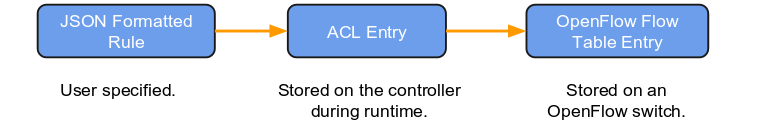 JSON Formatted
Rule
ACL Entry
OpenFlow Flow
Table Entry
User specified.
Stored on the controller
during runtime.
Stored on an
OpenFlow switch.